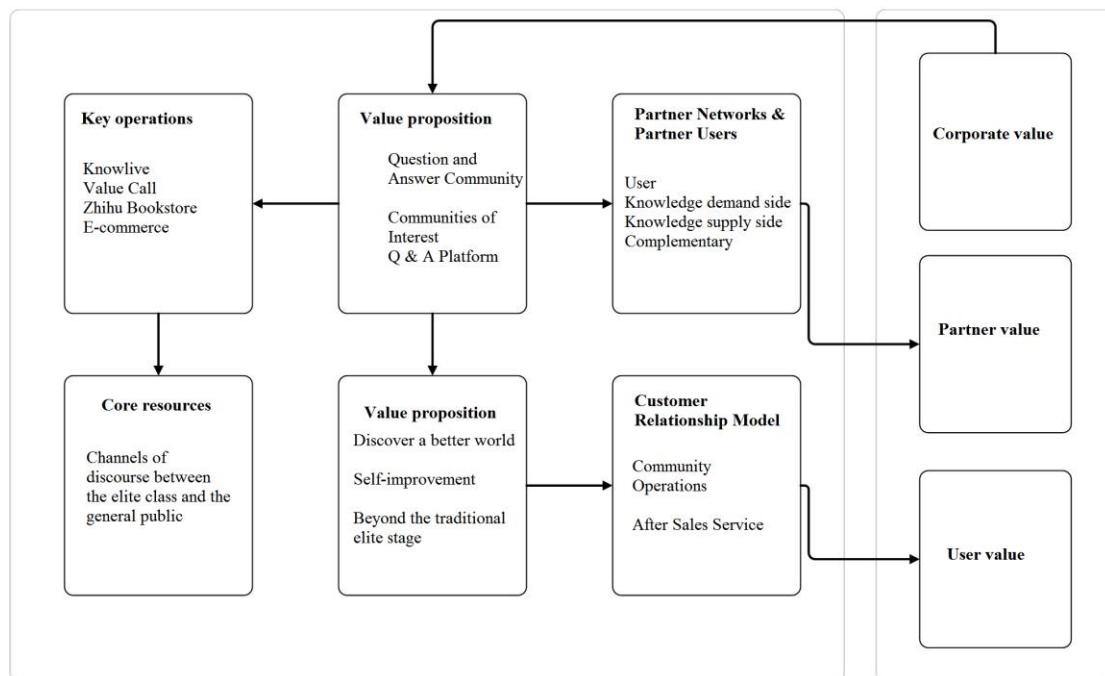 Key operations
Knowlive
Value Call
Zhihu Bookstore
E-commerce
Value proposition
Question and
Answer Community
Communities of
Interest
Q & A Platform
Partner Networks &
Partner Users
User
Knowledge demand side
Knowledge supply side
Complementary
Corporate value
Partner value
Core resources
Channels of
discourse between
the elite class and the
general public
Value proposition
Discover a better world
Self-improvement
Beyond the traditional
elite stage
Customer
Relationship Model
Community
Operations
After Sales Service
User value